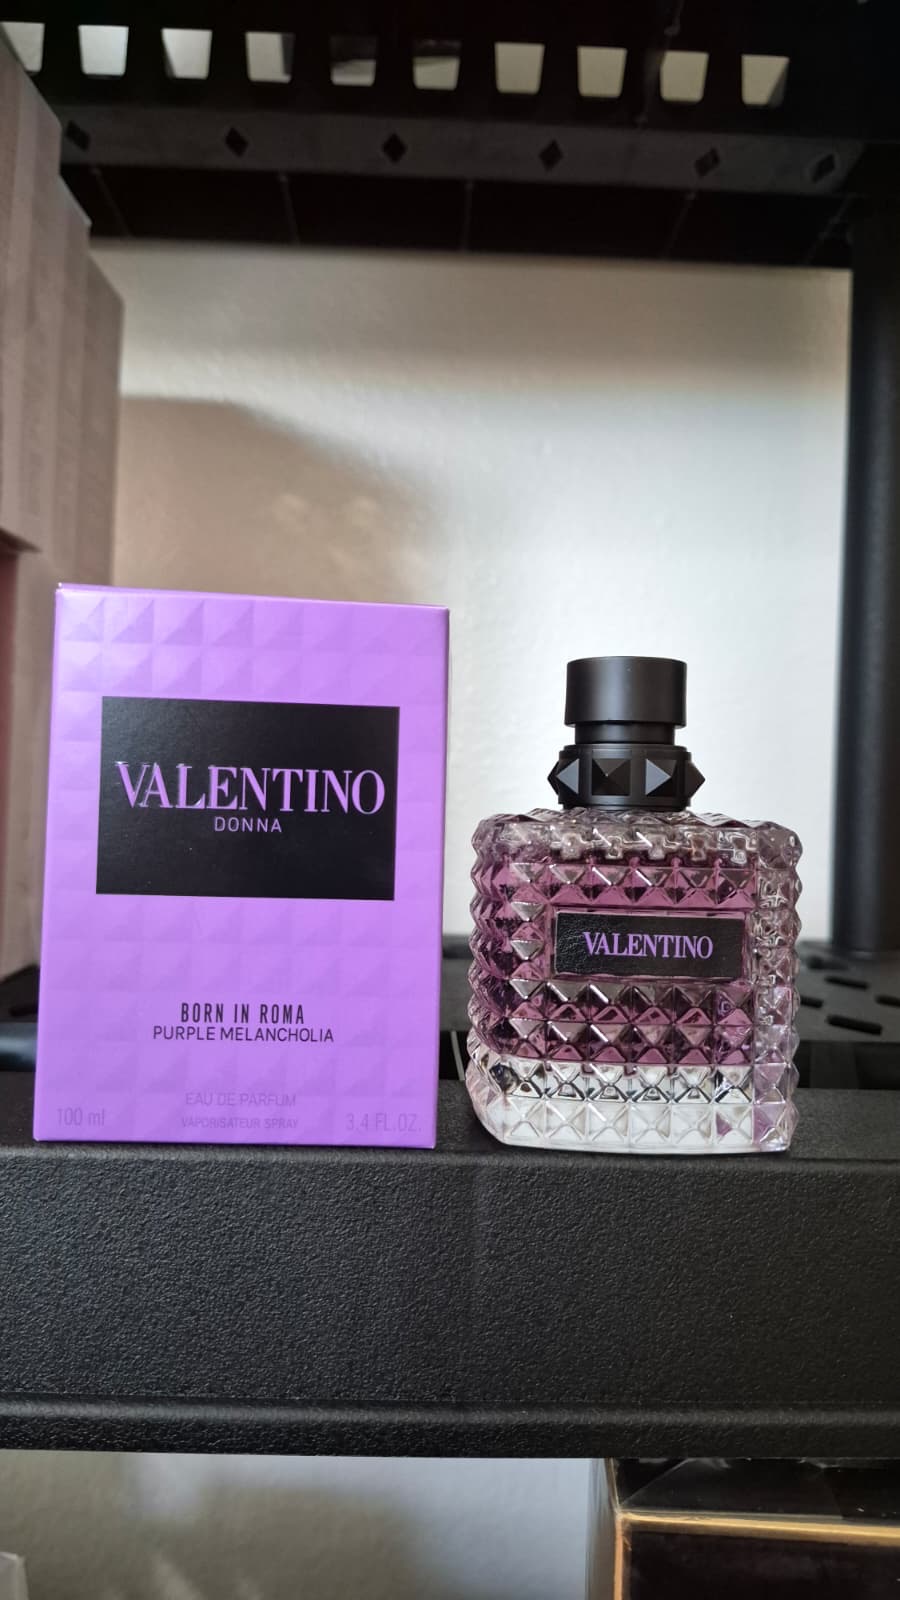 VALENTINO
DONNA
BORN IN ROMA
PURPLE MELANCHOLIA
EAU DE PARFUM
100 ml VAPORISATEUR SPRAY 3.4 FL.OZ.
VALENTINO